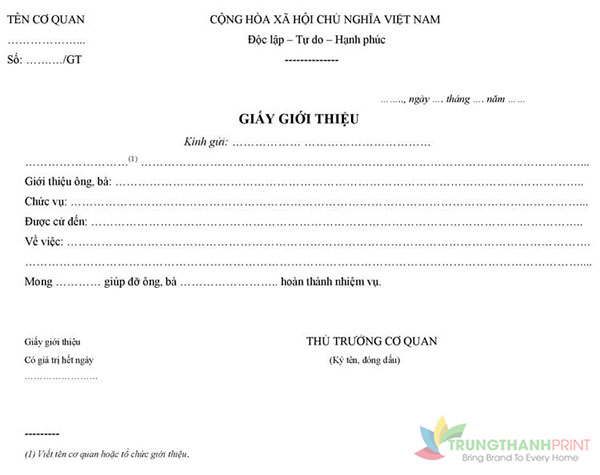 TÊN CƠ QUAN
CỘNG HÒA XÃ HỘI CHỦ NGHĨA VIỆT NAM
………………...
Độc lập – Tự do – Hạnh phúc
Số: ………./GT
--------------
…….., ngày …. tháng …. năm ……
GIẤY GIỚI THIỆU
Kính gửi: ……………… ……………………………
………………………(1) ………………………………………………………………………………...
Giới thiệu ông, bà: …………………………………………………………………………..
Chức vụ: …………………………………………………………………………………...
Được cử đến: ………………………………………………………………………………..
Về việc: …………………………………………………………………………………….
………………………………………………………………………………………………...
Mong ………… giúp đỡ ông, bà …………………….. hoàn thành nhiệm vụ.
Giấy giới thiệu
THỦ TRƯỞNG CƠ QUAN
Có giá trị hết ngày
(Ký tên, đóng dấu)
……………………
---------
(1) Viết tên cơ quan hoặc tổ chức giới thiệu.
TRUNGTHANHPRINT
Bring Brand To Every Home